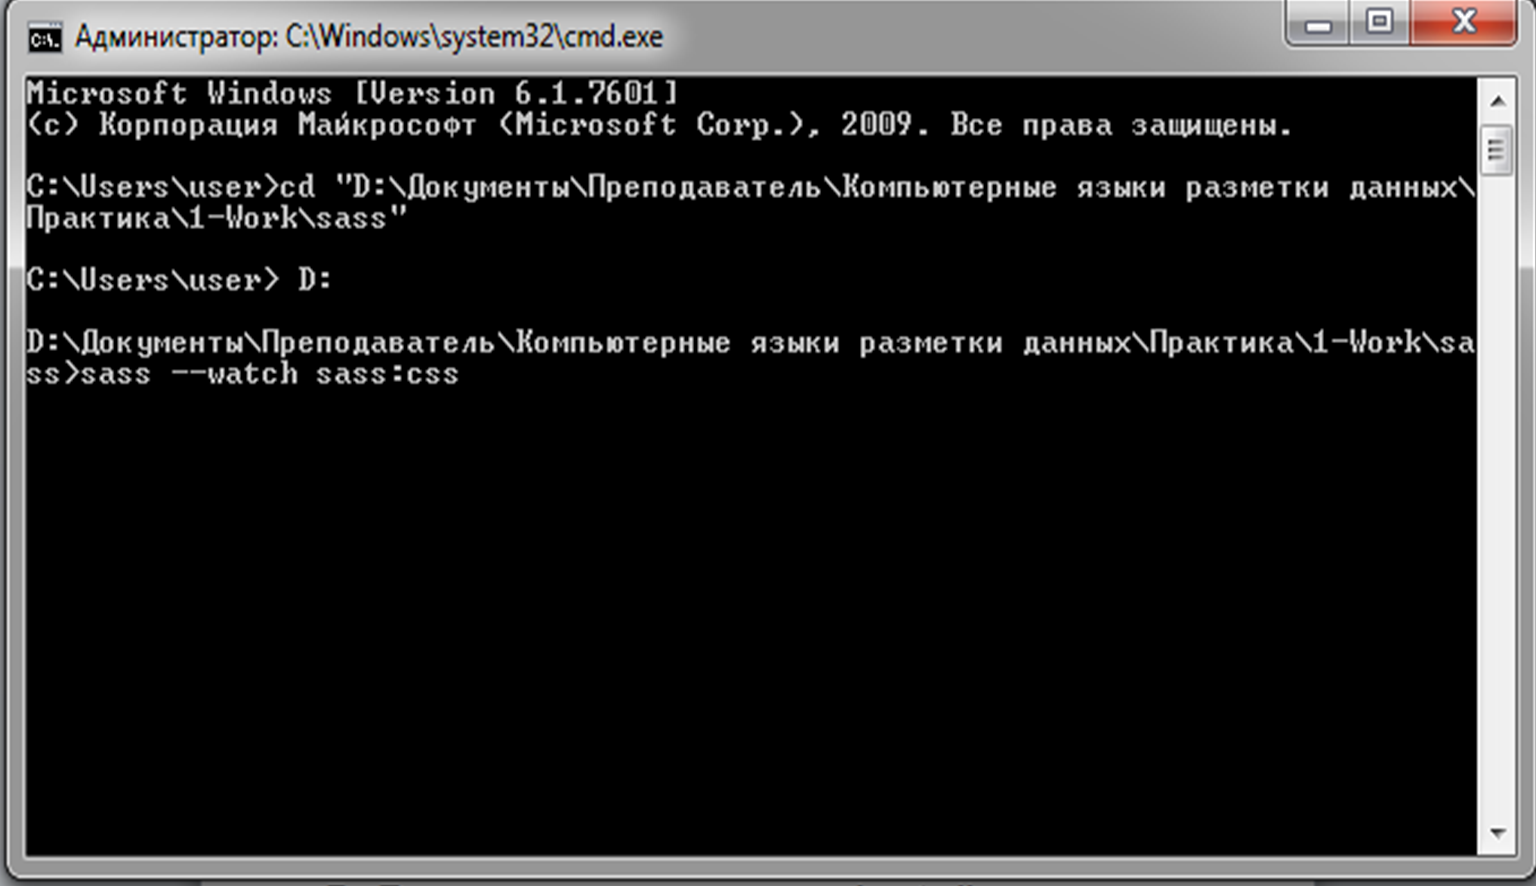 Администратор: C:\Windows\system32\cmd.exe
Microsoft Windows [Version 6.1.7601]
(c) Корпорация Майкрософт (Microsoft Corp.), 2009. Все права защищены.
C:\Users\user>cd "D:\Документы\Преподаватель\Компьютерные языки разметки данных\
Практика\1-Work\sass"
C:\Users\user> D:
D:\Документы\Преподаватель\Компьютерные языки разметки данных\Практика\1-Work\sa
ss>sass --watch sass:css